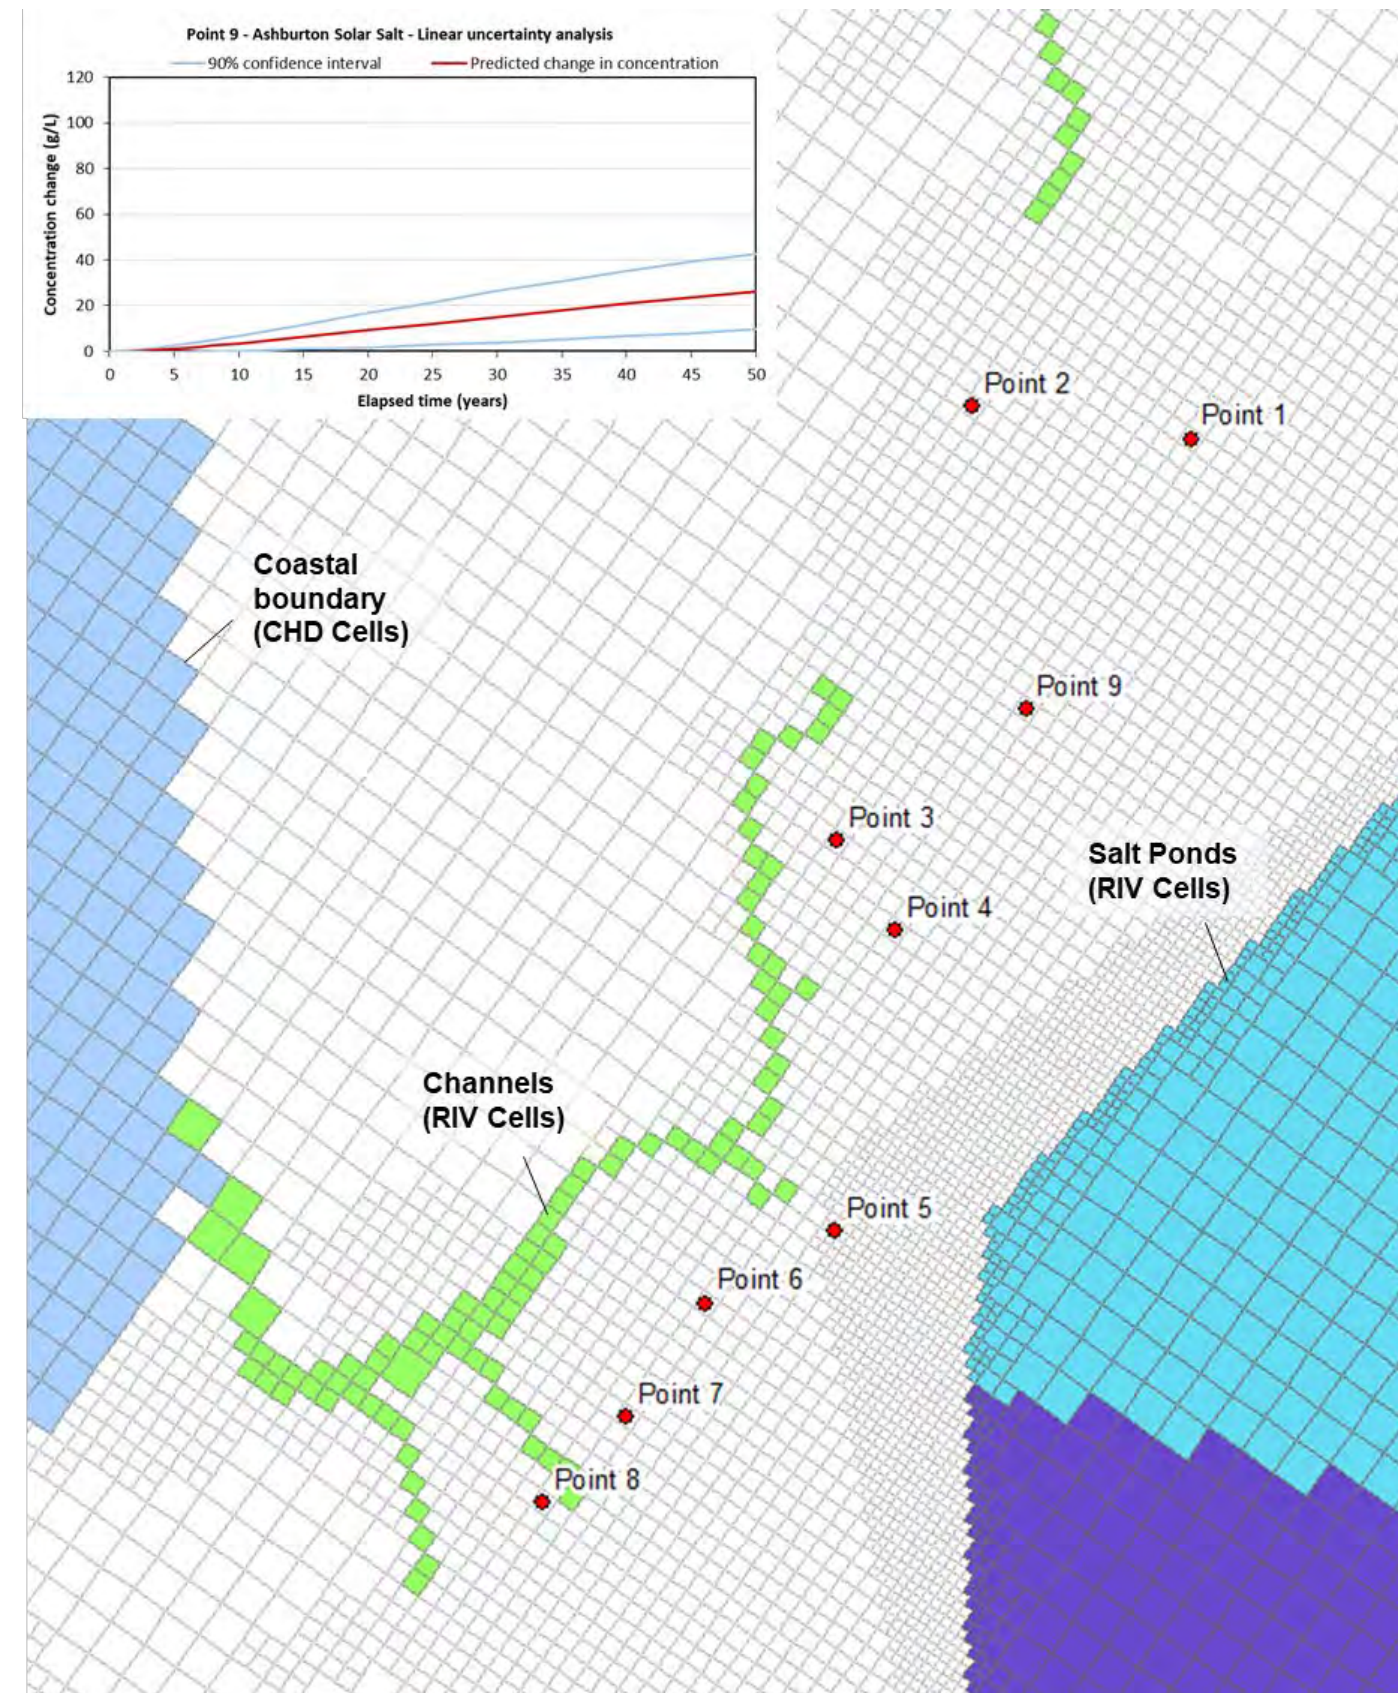 Point 9 - Ashburton Solar Salt - Linear uncertainty analysis
90% confidence interval
Predicted change in concentration
120
100
80
60
40
20
0
Concentration change (g/L)
0 5 10 15 20 25 30 35 40 45 50
Elapsed time (years)
Point 2
Point 1
Coastal
boundary
(CHD Cells)
Point 9
Point 3
Salt Ponds
(RIV Cells)
Point 4
Channels
(RIV Cells)
Point 5
Point 6
Point 7
Point 8